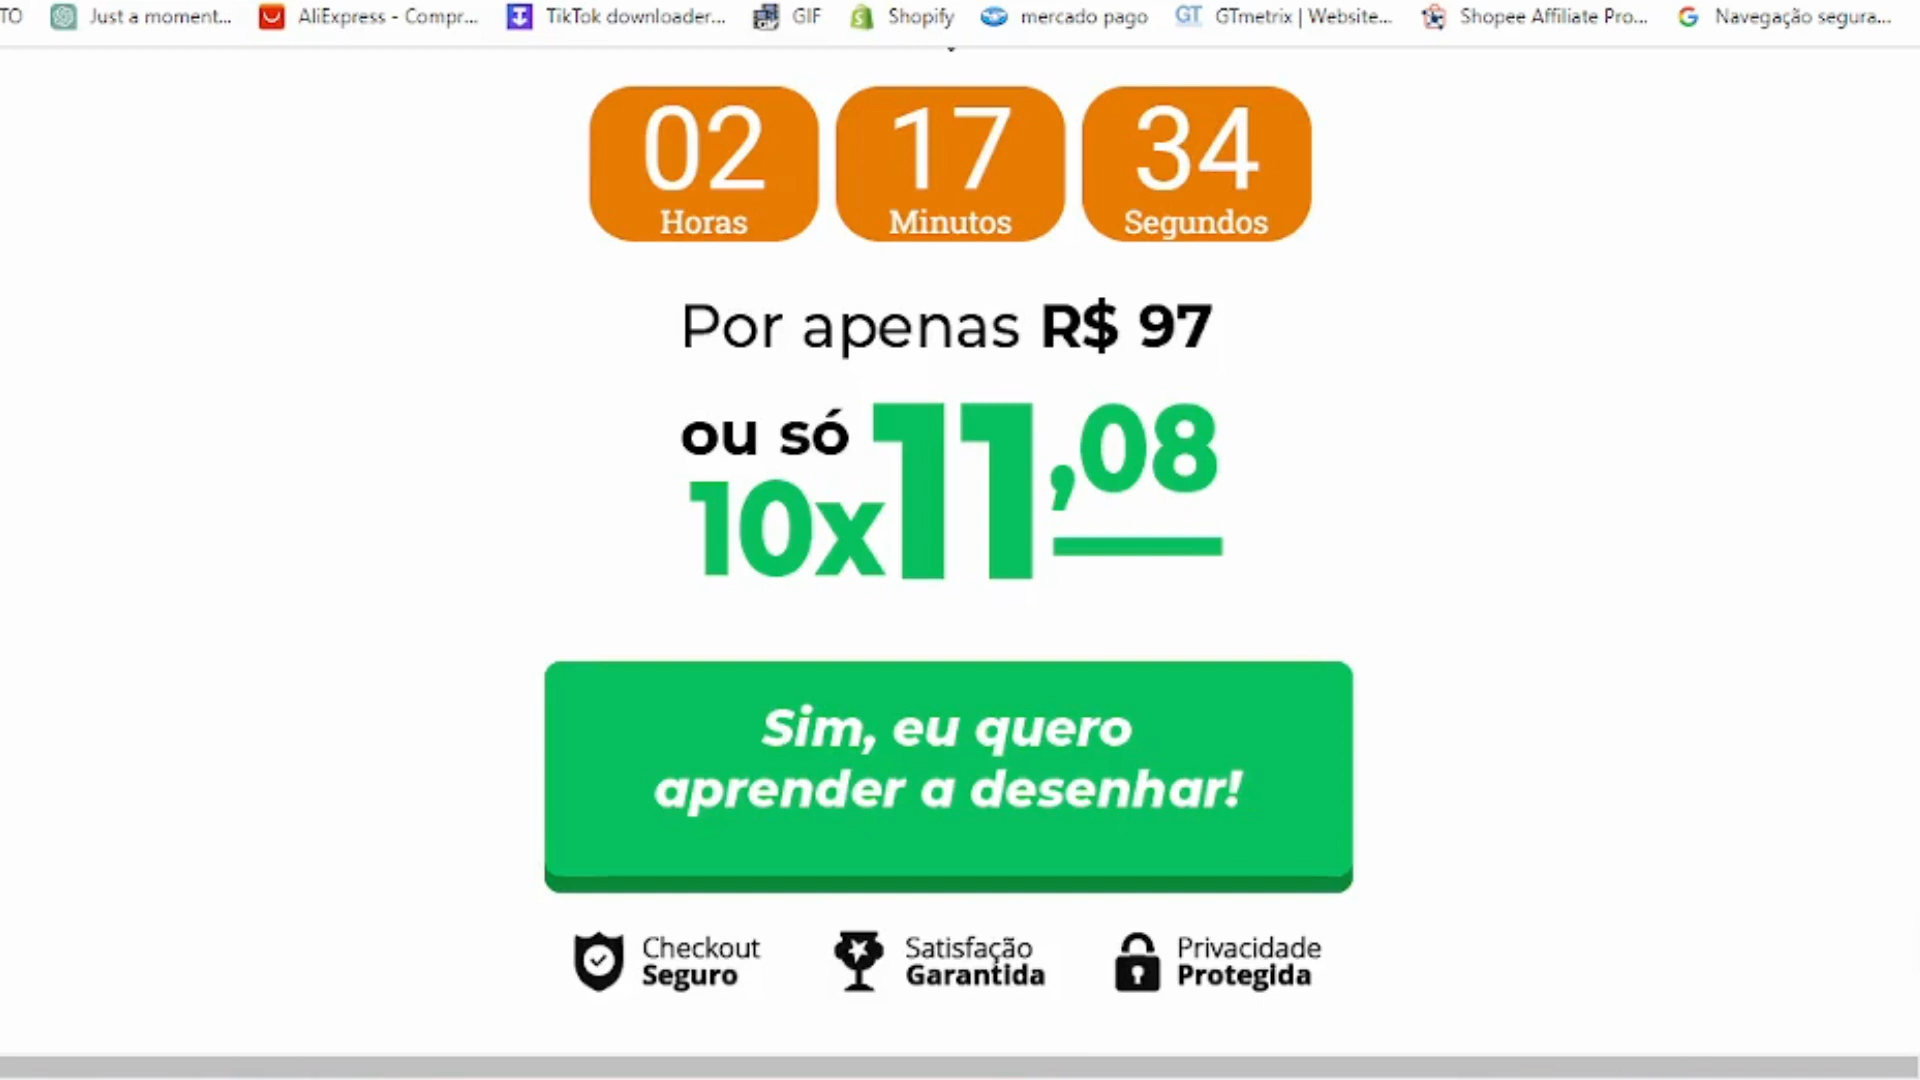 TO Just a moment... AliExpress - Compr... TikTok downloader... GIF Shopify mercado pago GT GTmetrix | Website... Shopee Affiliate Pro... Navegação segura...
02 17 34
Horas Minutos Segundos
Por apenas R$ 97
ou só
10x11,08
Sim, eu quero
aprender a desenhar!
Checkout
Seguro
Satisfação
Garantida
Privacidade
Protegida